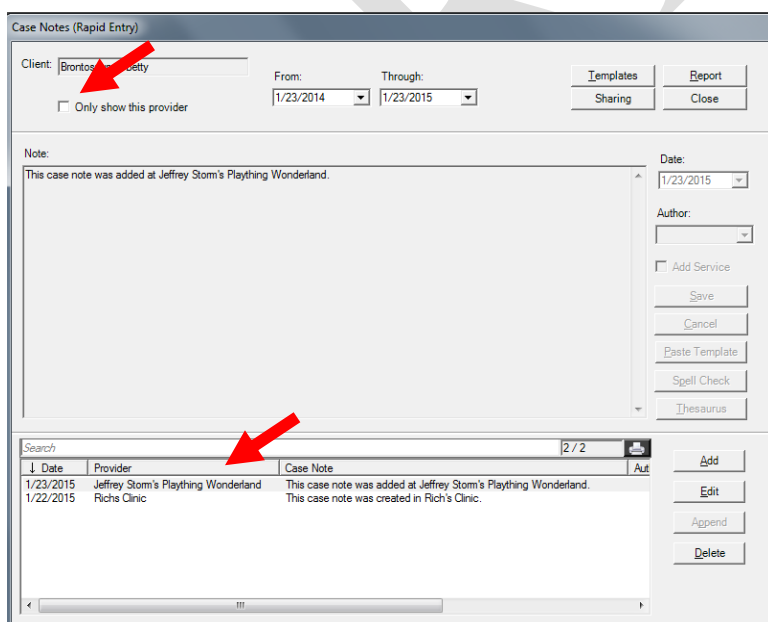 Case Notes (Rapid Entry)
Client:
From:
Through:
Templates
Report
Only show this provider
1/23/2014
1/23/2015
Sharing
Close
Note:
Date:
This case note was added at Jeffrey Storm's Plaything Wonderland.
1/23/2015
Author:
Add Service
Save
Cancel
Paste Template
Spell Check
Thesaurus
Search
2 / 2
↓ Date Provider Case Note Aut
1/23/2015 Jeffrey Storm's Plaything Wonderland This case note was added at Jeffrey Storm's Plaything Wonderland.
1/22/2015 Richs Clinic This case note was created in Rich's Clinic.
Add
Edit
Append
Delete